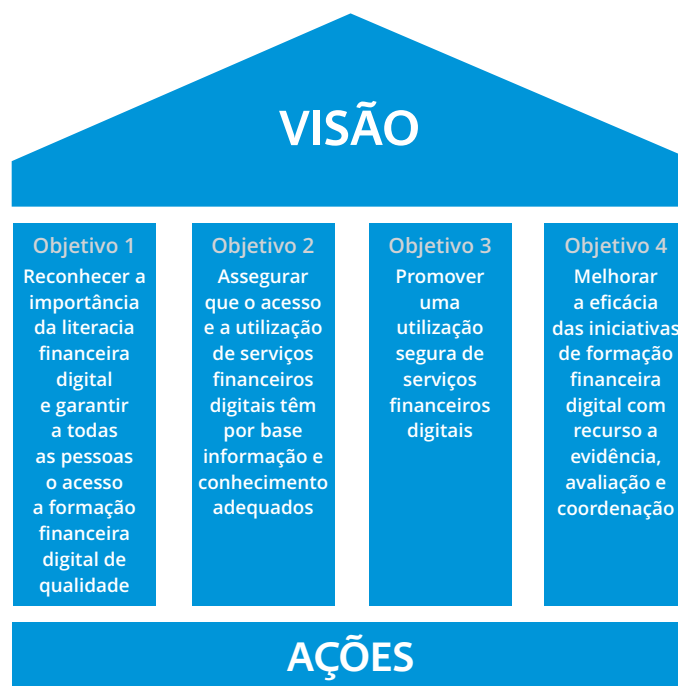 VISÃO
Objetivo 1
Reconhecer a
importância
da literacia
financeira
digital
e garantir
a todas
as pessoas
o acesso
a formação
financeira
digital de
qualidade
Objetivo 2
Assegurar
que o acesso
e a utilização
de serviços
financeiros
digitais têm
por base
informação e
conhecimento
adequados
Objetivo 3
Promover
uma
utilização
segura de
serviços
financeiros
digitais
Objetivo 4
Melhorar
a eficácia
das iniciativas
de formação
financeira
digital com
recurso a
evidência,
avaliação e
coordenação
AÇÕES